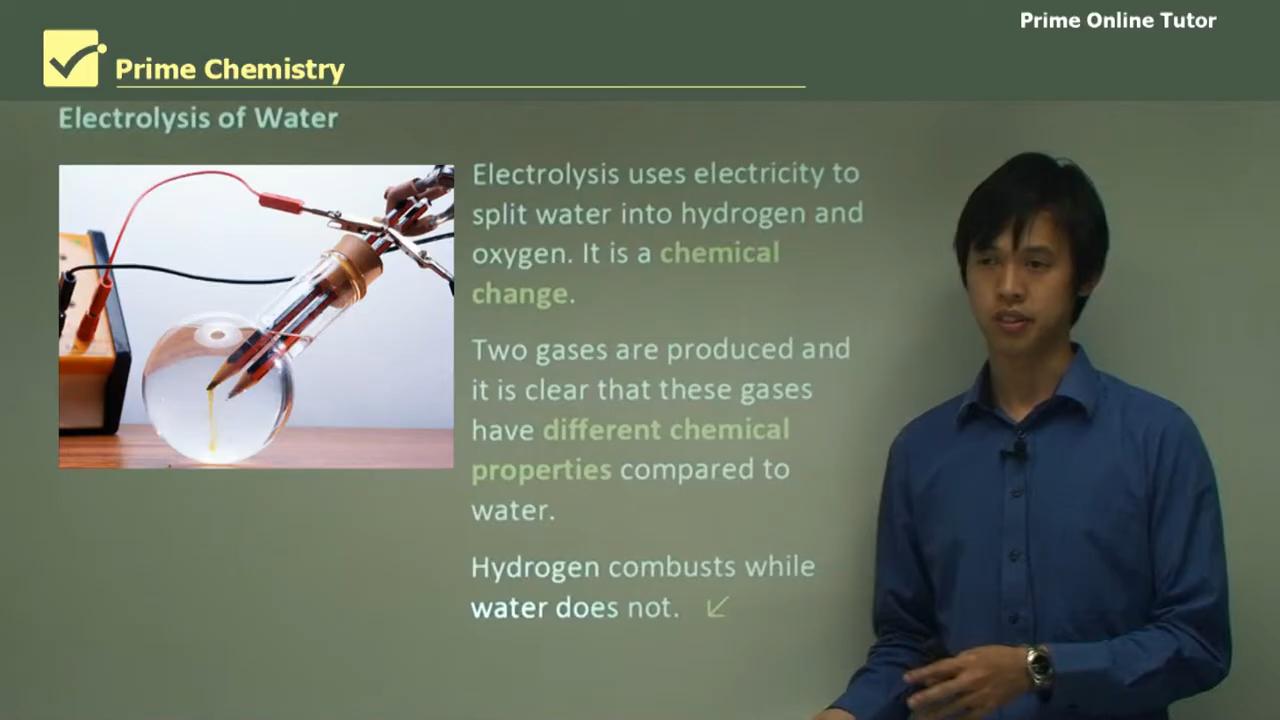 Prime Online Tutor
Prime Chemistry
Electrolysis of Water
Electrolysis uses electricity to
split water into hydrogen and
oxygen. It is a chemical
change.
Two gases are produced and
it is clear that these gases
have different chemical
properties compared to
water.
Hydrogen combusts while
water does not.